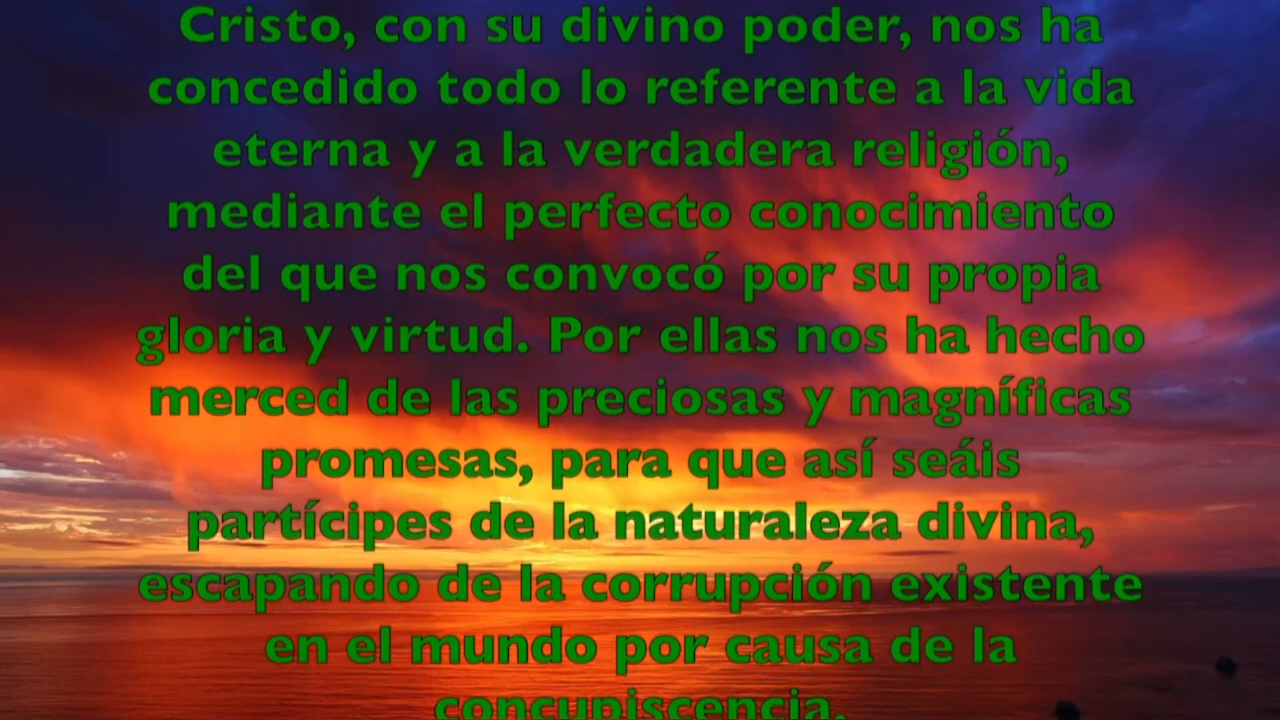 Cristo, con su divino poder, nos ha
concedido todo lo referente a la vida
eterna y a la verdadera religión,
mediante el perfecto conocimiento
del que nos convocó por su propia
gloria y virtud. Por ellas nos ha hecho
merced de las preciosas y magníficas
promesas, para que así seáis
partícipes de la naturaleza divina,
escapando de la corrupción existente
en el mundo por causa de la
concupiscencia.